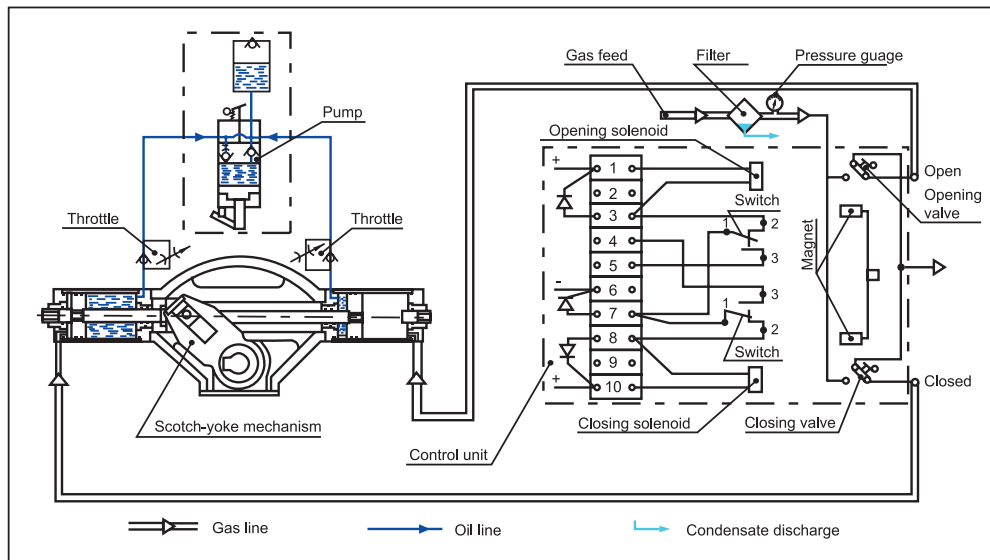 Gas feed
Filter
Pressure guage
Pump
Opening solenoid
Throttle
Throttle
Open
Opening
valve
Closed
Switch
Switch
Magnet
+
1
2
3
4
5
-
6
7
8
9
+
10
1
2
3
3
1
2
Scotch-yoke mechanism
Control unit
Closing solenoid
Closing valve
Gas line
Oil line
Condensate discharge